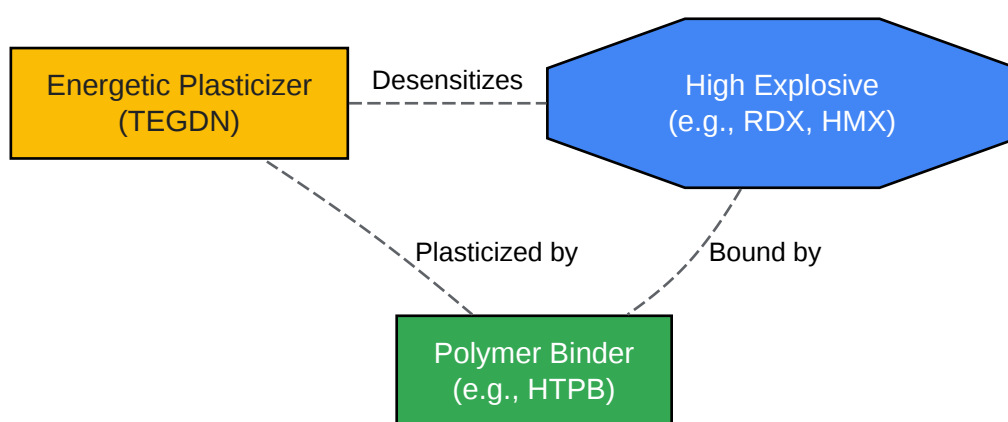 Energetic Plasticizer
(TEGDN)
Desensitizes
High Explosive
(e.g., RDX, HMX)
Plasticized by
Bound by
Polymer Binder
(e.g., HTPB)